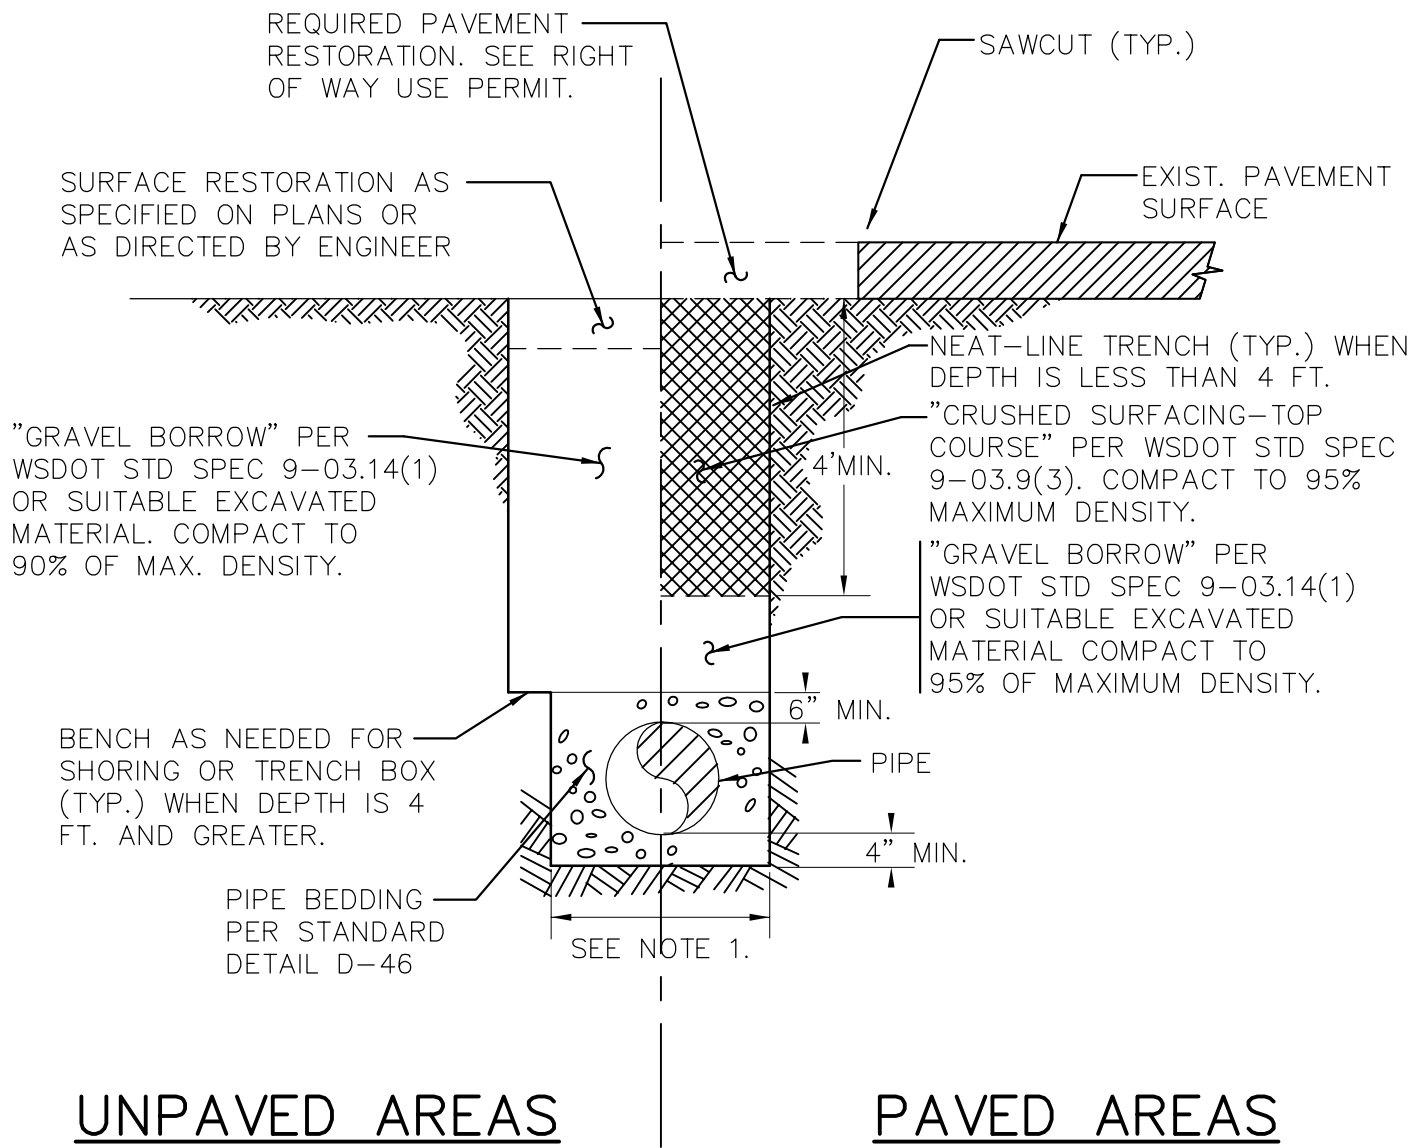 REQUIRED PAVEMENT
RESTORATION. SEE RIGHT
OF WAY USE PERMIT.
SAWCUT (TYP.)
SURFACE RESTORATION AS
SPECIFIED ON PLANS OR
AS DIRECTED BY ENGINEER
EXIST. PAVEMENT
SURFACE
NEAT-LINE TRENCH (TYP.) WHEN
DEPTH IS LESS THAN 4 FT.
"GRAVEL BORROW" PER
WSDOT STD SPEC 9-03.14(1)
OR SUITABLE EXCAVATED
MATERIAL. COMPACT TO
90% OF MAX. DENSITY.
4'MIN.
"CRUSHED SURFACING-TOP
COURSE" PER WSDOT STD SPEC
9-03.9(3). COMPACT TO 95%
MAXIMUM DENSITY.
"GRAVEL BORROW" PER
WSDOT STD SPEC 9-03.14(1)
OR SUITABLE EXCAVATED
MATERIAL COMPACT TO
95% OF MAXIMUM DENSITY.
6" MIN.
BENCH AS NEEDED FOR
SHORING OR TRENCH BOX
(TYP.) WHEN DEPTH IS 4
FT. AND GREATER.
PIPE
4" MIN.
PIPE BEDDING
PER STANDARD
DETAIL D-46
SEE NOTE 1.
UNPAVED AREAS
PAVED AREAS